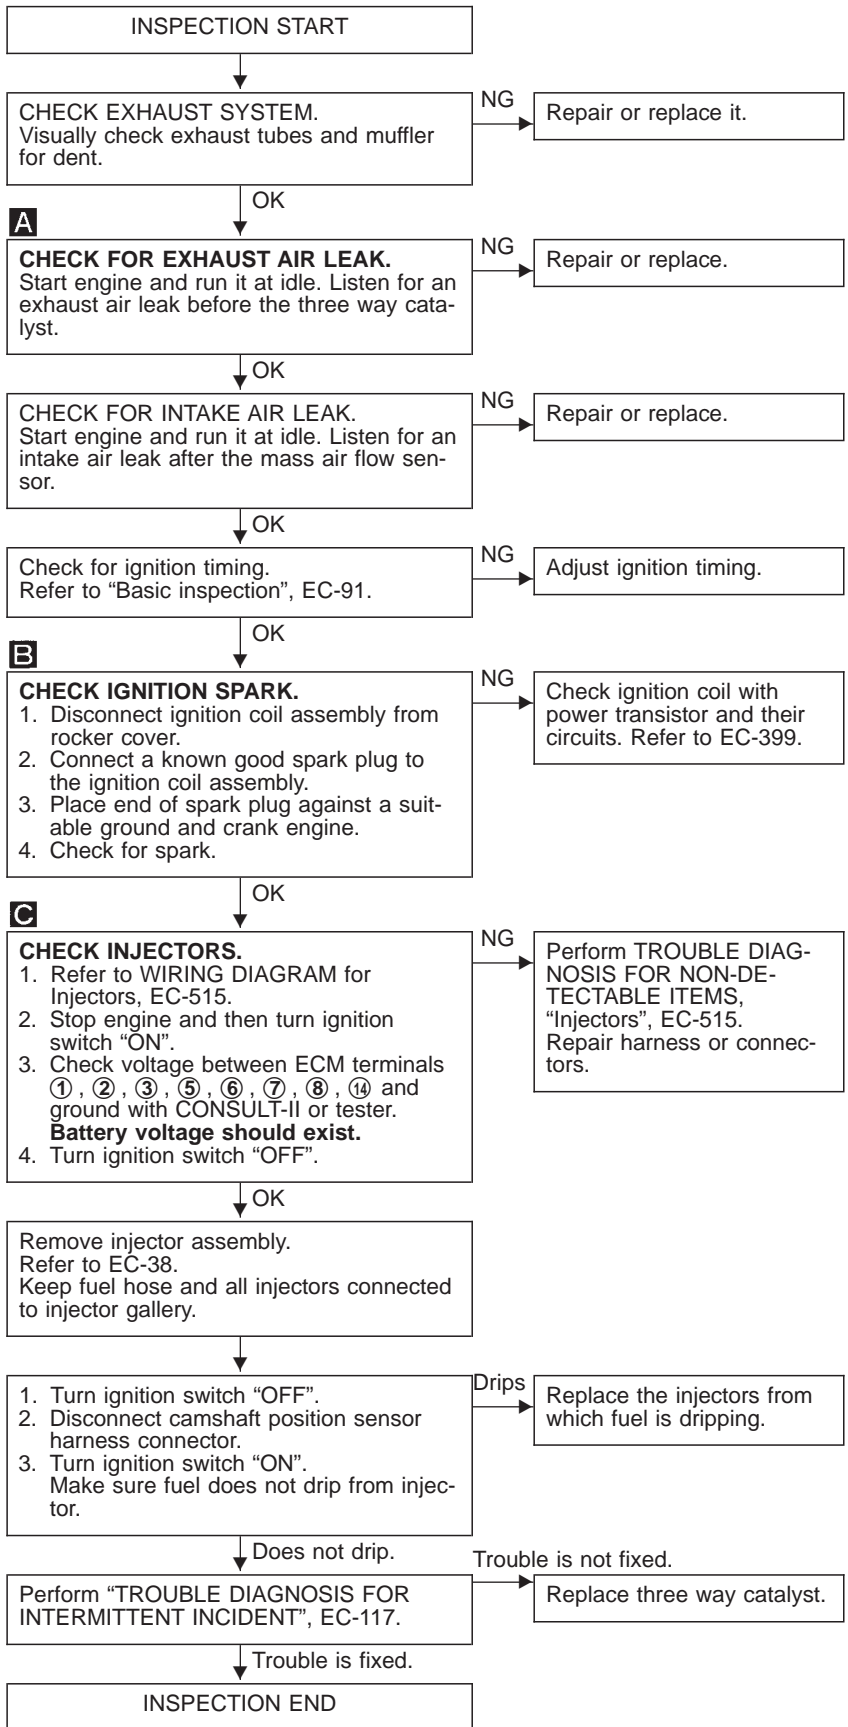 INSPECTION START
CHECK EXHAUST SYSTEM.
Visually check exhaust tubes and muffler
for dent.
NG
Repair or replace it.
OK
A
CHECK FOR EXHAUST AIR LEAK.
Start engine and run it at idle. Listen for an
exhaust air leak before the three way cata-
lyst.
NG
Repair or replace.
OK
CHECK FOR INTAKE AIR LEAK.
Start engine and run it at idle. Listen for an
intake air leak after the mass air flow sen-
sor.
NG
Repair or replace.
OK
Check for ignition timing.
Refer to “Basic inspection”, EC-91.
NG
Adjust ignition timing.
OK
B
CHECK IGNITION SPARK.
1. Disconnect ignition coil assembly from
rocker cover.
2. Connect a known good spark plug to
the ignition coil assembly.
3. Place end of spark plug against a suit-
able ground and crank engine.
4. Check for spark.
NG
Check ignition coil with
power transistor and their
circuits. Refer to EC-399.
OK
C
CHECK INJECTORS.
1. Refer to WIRING DIAGRAM for
Injectors, EC-515.
2. Stop engine and then turn ignition
switch “ON”.
3. Check voltage between ECM terminals
①, ②, ③, ⑤, ⑥, ⑦, ⑧, ⑭ and
ground with CONSULT-II or tester.
Battery voltage should exist.
4. Turn ignition switch “OFF”.
NG
Perform TROUBLE DIAG-
NOSIS FOR NON-DE-
TECTABLE ITEMS,
“Injectors”, EC-515.
Repair harness or connec-
tors.
OK
Remove injector assembly.
Refer to EC-38.
Keep fuel hose and all injectors connected
to injector gallery.
1. Turn ignition switch “OFF”.
2. Disconnect camshaft position sensor
harness connector.
3. Turn ignition switch “ON”.
Make sure fuel does not drip from injec-
tor.
Drips
Replace the injectors from
which fuel is dripping.
Does not drip.
Perform “TROUBLE DIAGNOSIS FOR
INTERMITTENT INCIDENT”, EC-117.
Trouble is not fixed.
Replace three way catalyst.
Trouble is fixed.
INSPECTION END